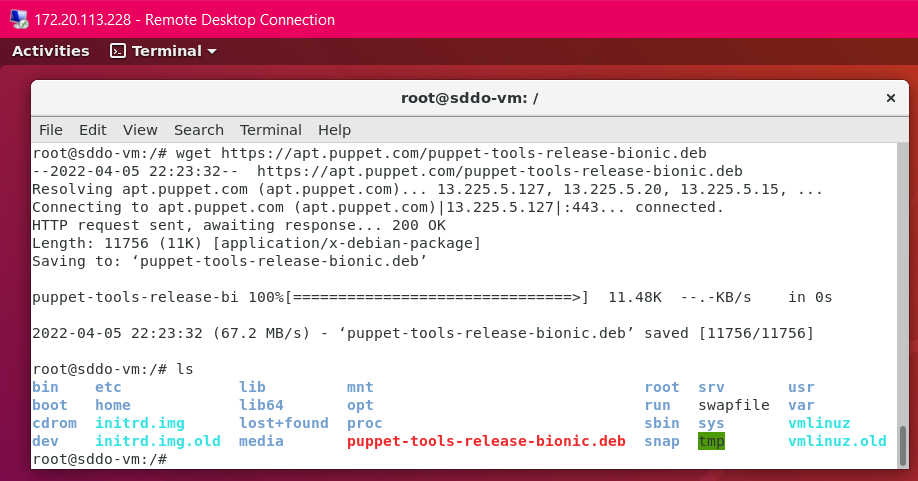 172.20.113.228 - Remote Desktop Connection
Activities Terminal
root@sddo-vm: /
File Edit View Search Terminal Help
root@sddo-vm:/# wget https://apt.puppet.com/puppet-tools-release-bionic.deb
--2022-04-05 22:23:32--  https://apt.puppet.com/puppet-tools-release-bionic.deb
Resolving apt.puppet.com (apt.puppet.com)... 13.225.5.127, 13.225.5.20, 13.225.5.15, ...
Connecting to apt.puppet.com (apt.puppet.com)|13.225.5.127|:443... connected.
HTTP request sent, awaiting response... 200 OK
Length: 11756 (11K) [application/x-debian-package]
Saving to: ‘puppet-tools-release-bionic.deb’
puppet-tools-release-bi 100%[===============================>]  11.48K  --.-KB/s    in 0s
2022-04-05 22:23:32 (67.2 MB/s) - ‘puppet-tools-release-bionic.deb’ saved [11756/11756]
root@sddo-vm:/# ls
bin etc lib mnt root srv usr
boot home lib64 opt run swapfile var
cdrom initrd.img lost+found proc sbin sys vmlinuz
dev initrd.img.old media puppet-tools-release-bionic.deb snap tmp vmlinuz.old
root@sddo-vm:/#